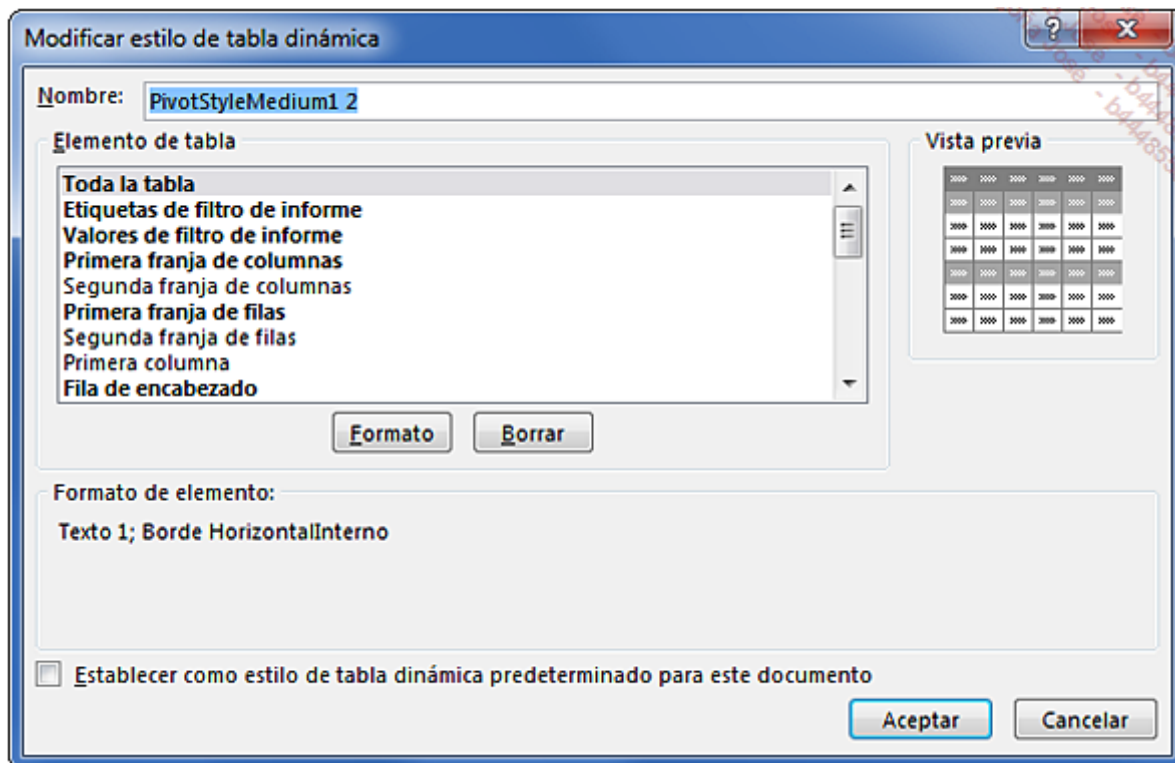 Modificar estilo de tabla dinámica
?
Nombre: PivotStyleMedium1 2
Elemento de tabla
Vista previa
Toda la tabla
Etiquetas de filtro de informe
Valores de filtro de informe
Primera franja de columnas
Segunda franja de columnas
Primera franja de filas
Segunda franja de filas
Primera columna
Fila de encabezado
Formato
Borrar
Formato de elemento:
Texto 1; Borde HorizontalInterno
Establecer como estilo de tabla dinámica predeterminado para este documento
Aceptar
Cancelar